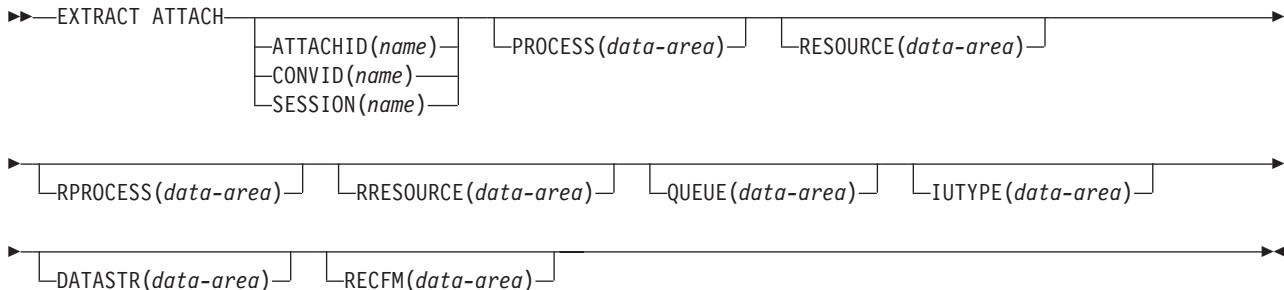 EXTRACT ATTACH
ATTACHID(name) PROCESS(data-area) RESOURCE(data-area)
CONVID(name)
SESSION(name)
RPROCESS(data-area) RRESOURCE(data-area) QUEUE(data-area) IUTYPE(data-area)
DATASTR(data-area) RECFM(data-area)